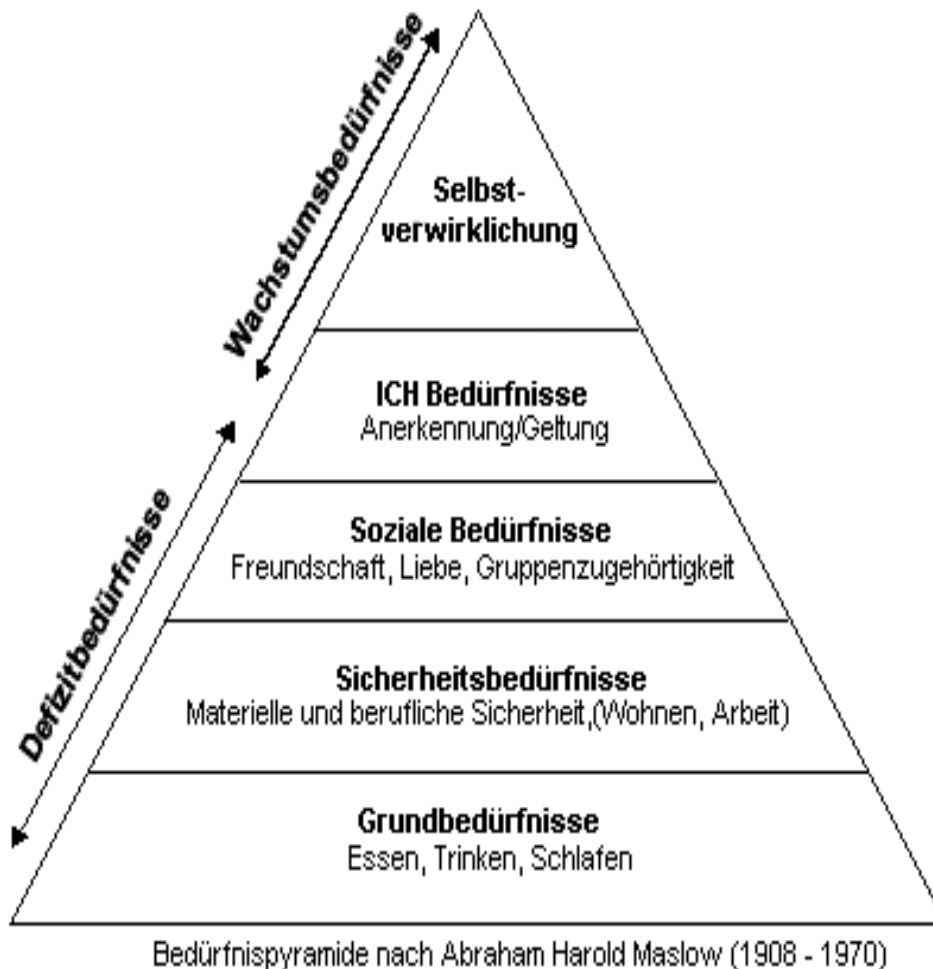 Wachstumsbedürfnisse
Defizitbedürfnisse
Selbst-
verwirklichung
ICH Bedürfnisse
Anerkennung/Geltung
Soziale Bedürfnisse
Freundschaft, Liebe, Gruppenzugehörtigkeit
Sicherheitsbedürfnisse
Materielle und berufliche Sicherheit,(Wohnen, Arbeit)
Grundbedürfnisse
Essen, Trinken, Schlafen
Bedürfnispyramide nach Abraham Harold Maslow (1908 - 1970)